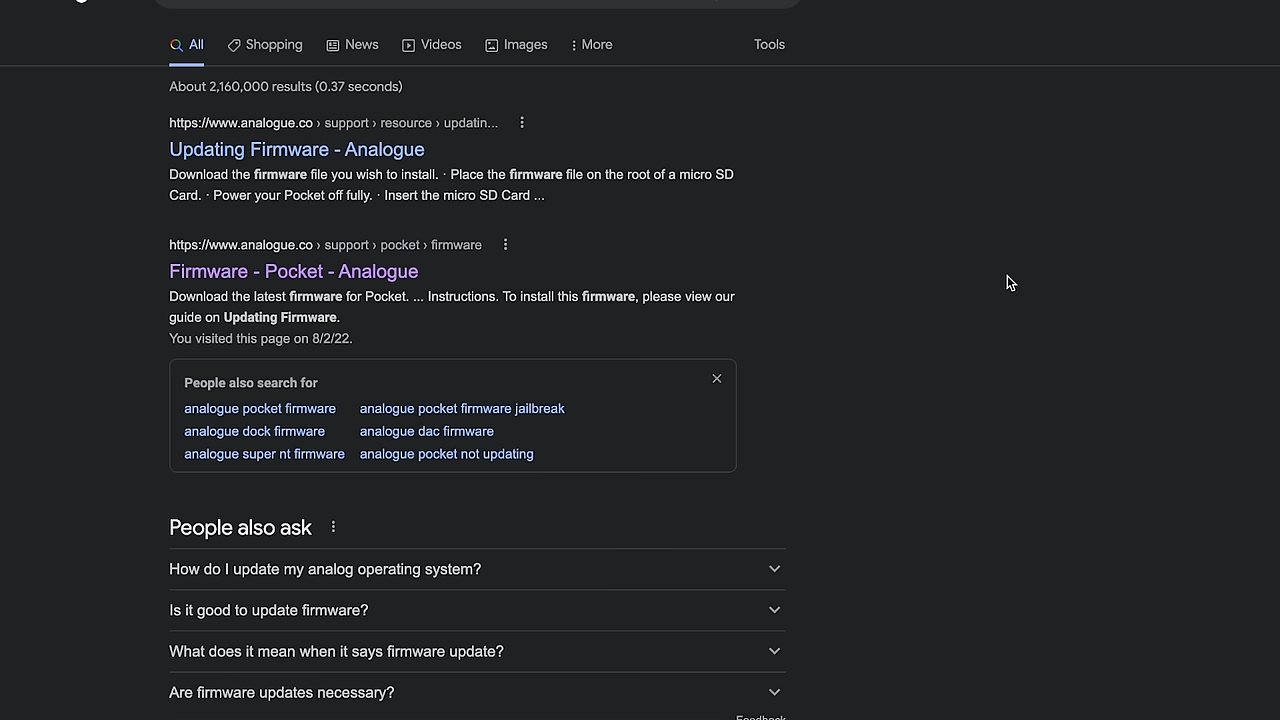 All Shopping News Videos Images More Tools
About 2,160,000 results (0.37 seconds)
https://www.analogue.co › support › resource › updatin...
Updating Firmware - Analogue
Download the firmware file you wish to install. · Place the firmware file on the root of a micro SD
Card. · Power your Pocket off fully. · Insert the micro SD Card ...
https://www.analogue.co › support › pocket › firmware
Firmware - Pocket - Analogue
Download the latest firmware for Pocket. ... Instructions. To install this firmware, please view our
guide on Updating Firmware.
You visited this page on 8/2/22.
People also search for
analogue pocket firmware analogue pocket firmware jailbreak
analogue dock firmware analogue dac firmware
analogue super nt firmware analogue pocket not updating
People also ask
How do I update my analog operating system?
Is it good to update firmware?
What does it mean when it says firmware update?
Are firmware updates necessary?
Feedback